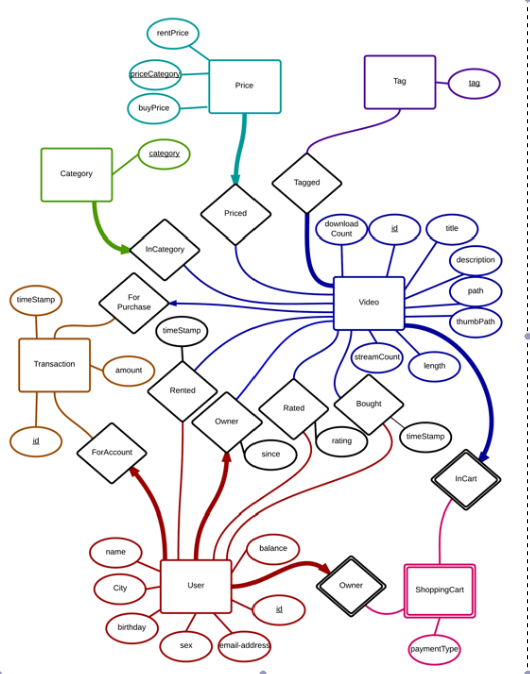 rentPrice
priceCategory
buyPrice
Price
Tag
tag
Category
category
Priced
Tagged
InCategory
download
Count
id
title
description
path
thumbPath
Video
For
Purchase
timeStamp
timeStamp
Transaction
amount
id
Rented
Owner
since
Rated
rating
Bought
timeStamp
streamCount
length
ForAccount
InCart
name
City
birthday
sex
email-address
id
balance
User
Owner
ShoppingCart
paymentType